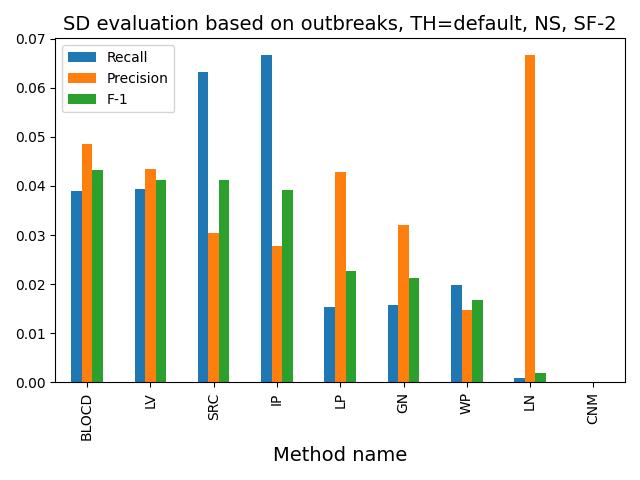 SD evaluation based on outbreaks, TH=default, NS, SF-2
Recall
Precision
F-1
0.07
0.06
0.05
0.04
0.03
0.02
0.01
0.00
BLOCD
LV
SRC
IP
LP
GN
WP
LN
CNM
Method name